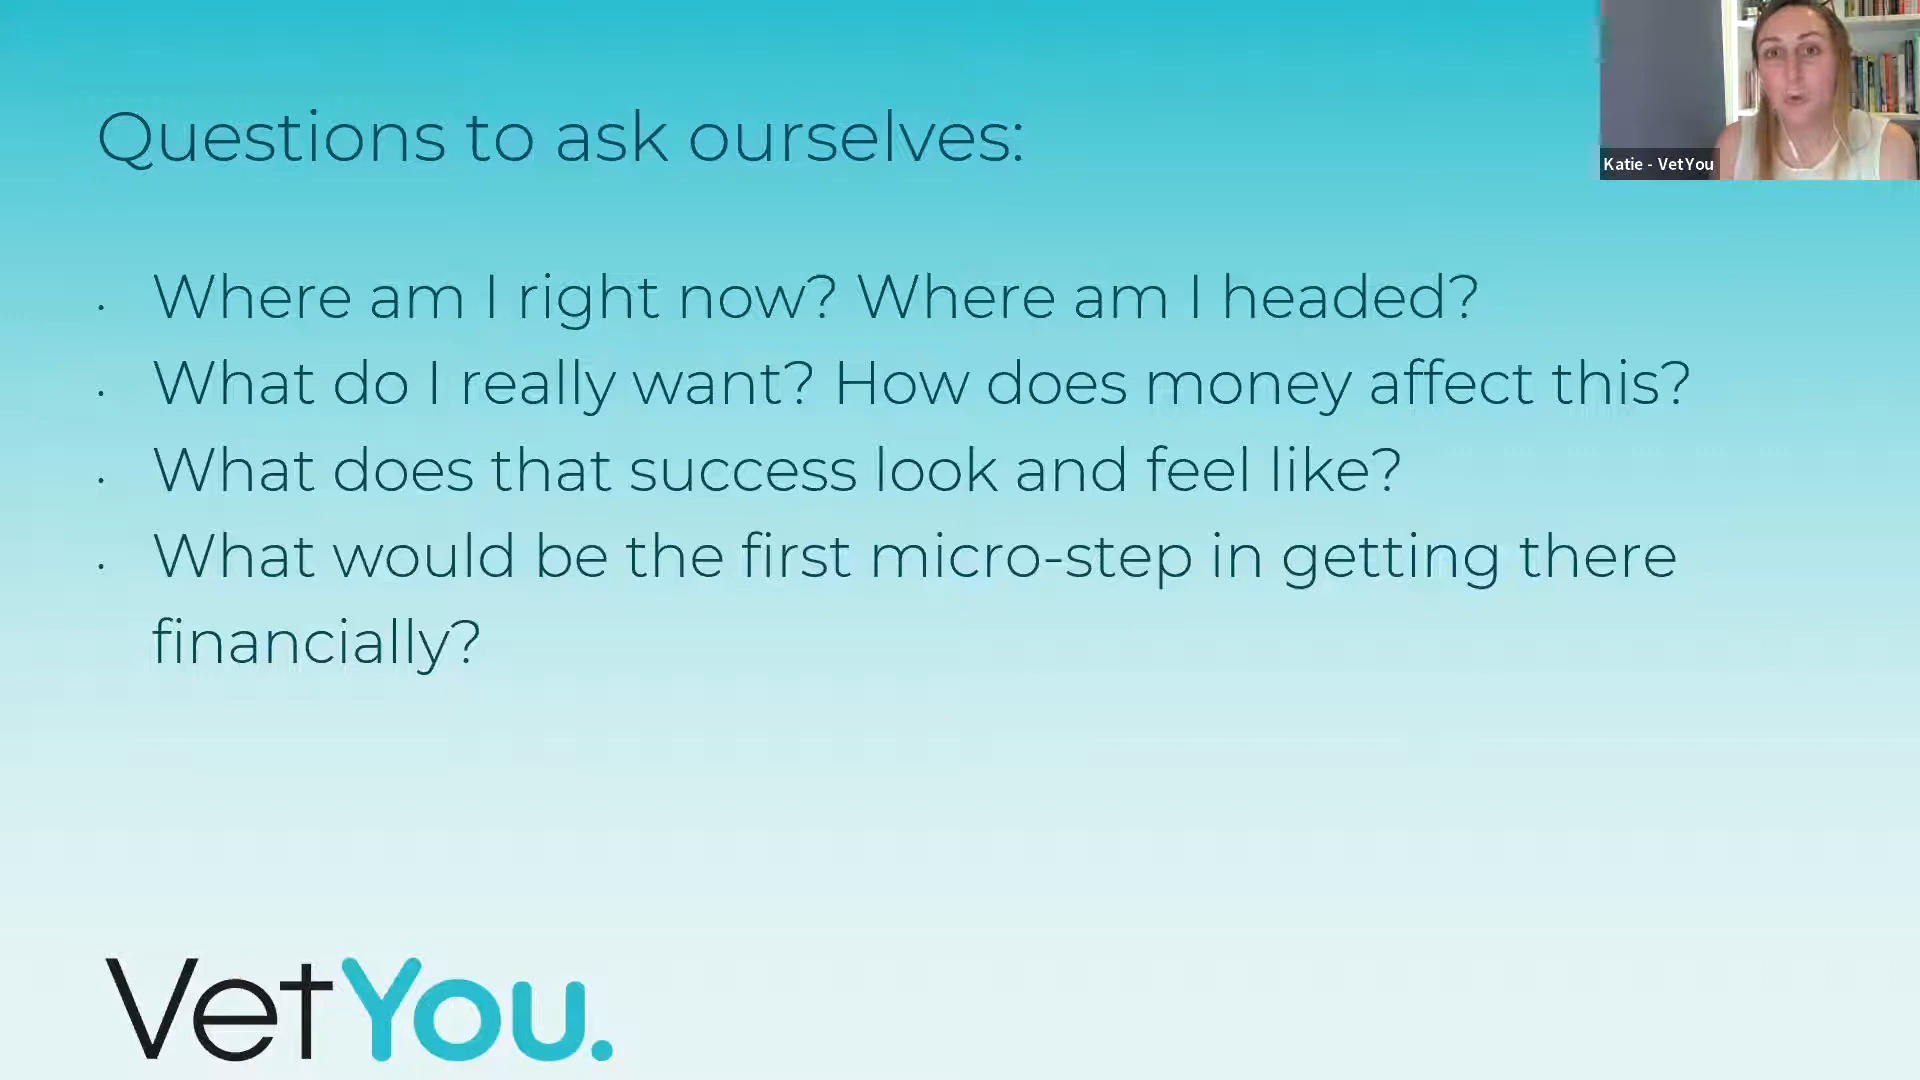 Questions to ask ourselves:
Katie - VetYou
· Where am I right now? Where am I headed?
· What do I really want? How does money affect this?
· What does that success look and feel like?
· What would be the first micro-step in getting there
financially?
VetYou.